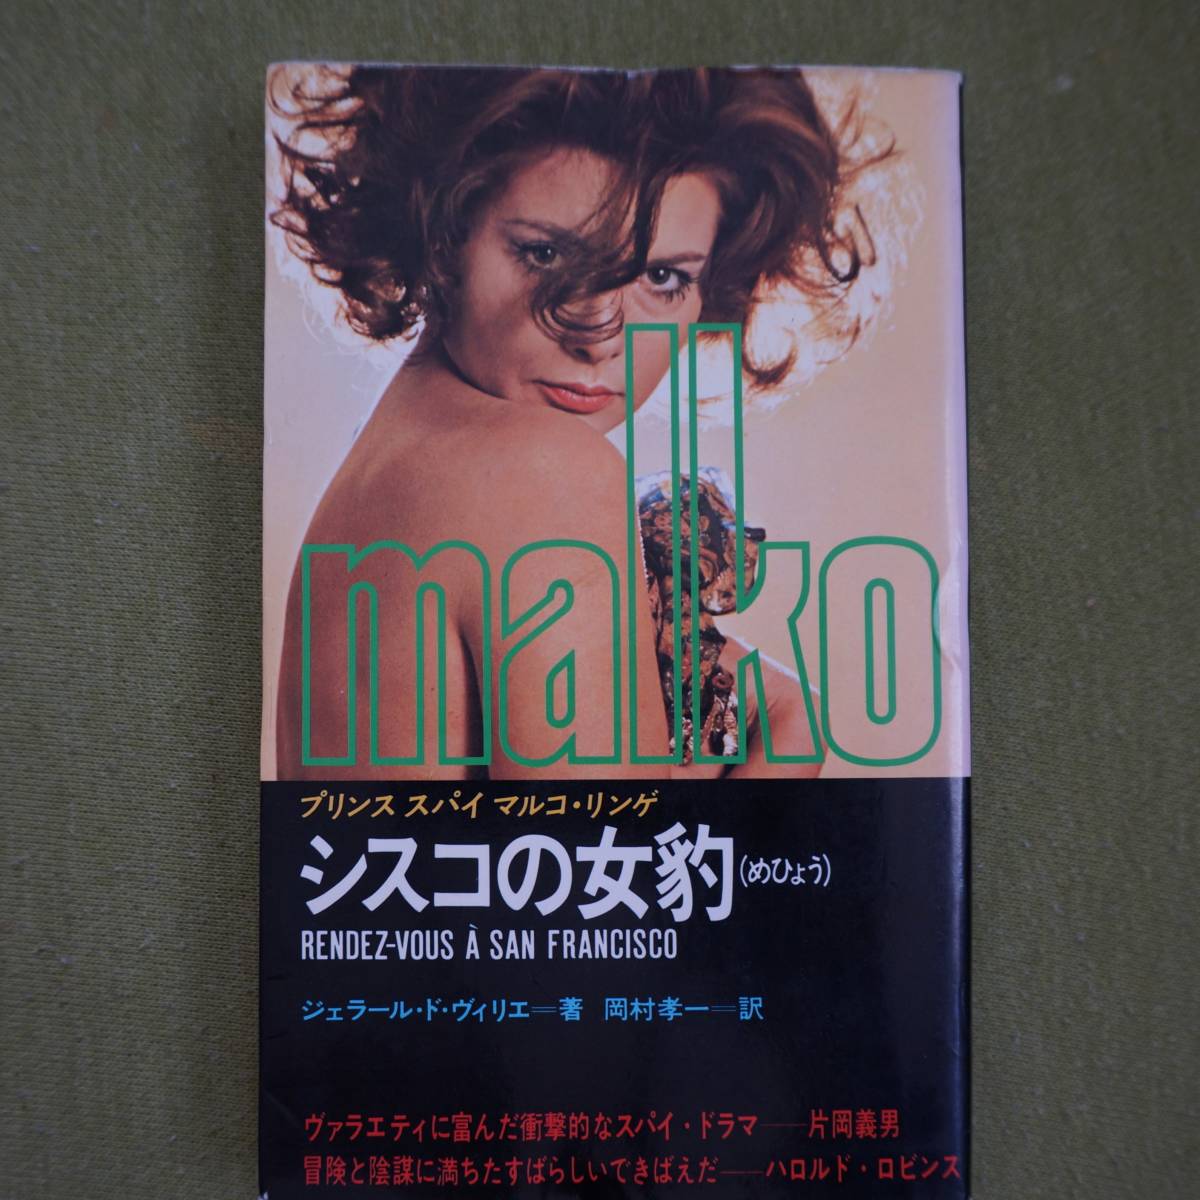 malko
プリンス スパイ マルコ・リンゲ
シスコの女豹(めひょう)
RENDEZ-VOUS À SAN FRANCISCO
ジェラール・ド・ヴィリエ=著 岡村孝一=訳
ヴァラエティに富んだ衝撃的なスパイ・ドラマ――片岡義男
冒険と陰謀に満ちたすばらしいできばえだ――ハロルド・ロビンス